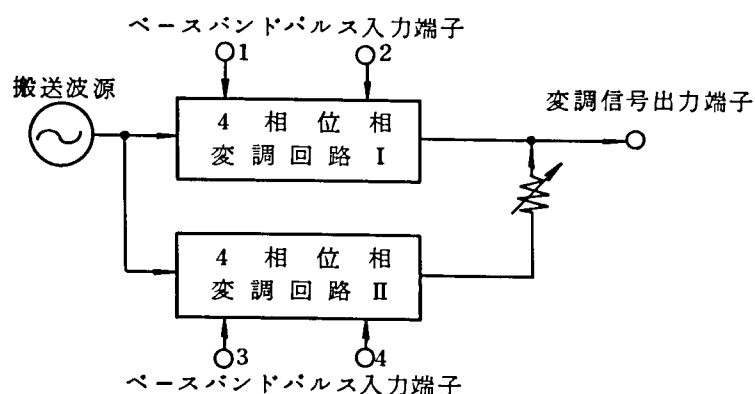 ベースバンドパルス入力端子
1
2
搬送波源
変調信号出力端子
4相位相
変調回路Ⅰ
4相位相
変調回路Ⅱ
3
4
ベースバンドパルス入力端子